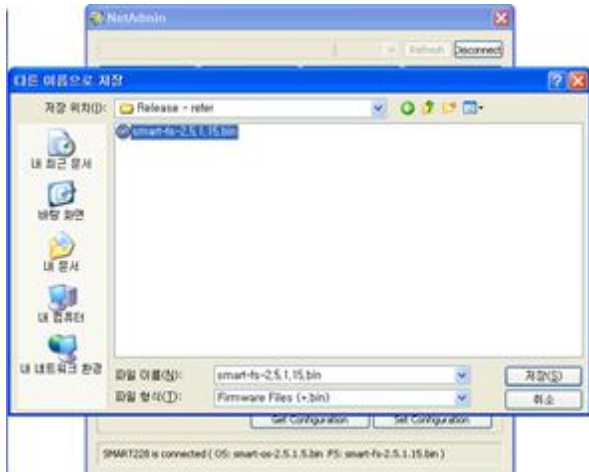 NetAdmin
Refresh
Disconnect
다른 이름으로 저장
저장 위치(I):
Release - refer
smart-fs-2.5.1.15.bin
내 최근 문서
바탕 화면
내 문서
내 컴퓨터
내 네트워크 환경
파일 이름(N):
smart-fs-2.5.1.15.bin
저장(S)
파일 형식(T):
Firmware Files (*.bin)
취소
Get Configuration
Set Configuration
SMART228 is connected ( OS: smart-os-2.5.1.5.bin FS: smart-fs-2.5.1.15.bin )